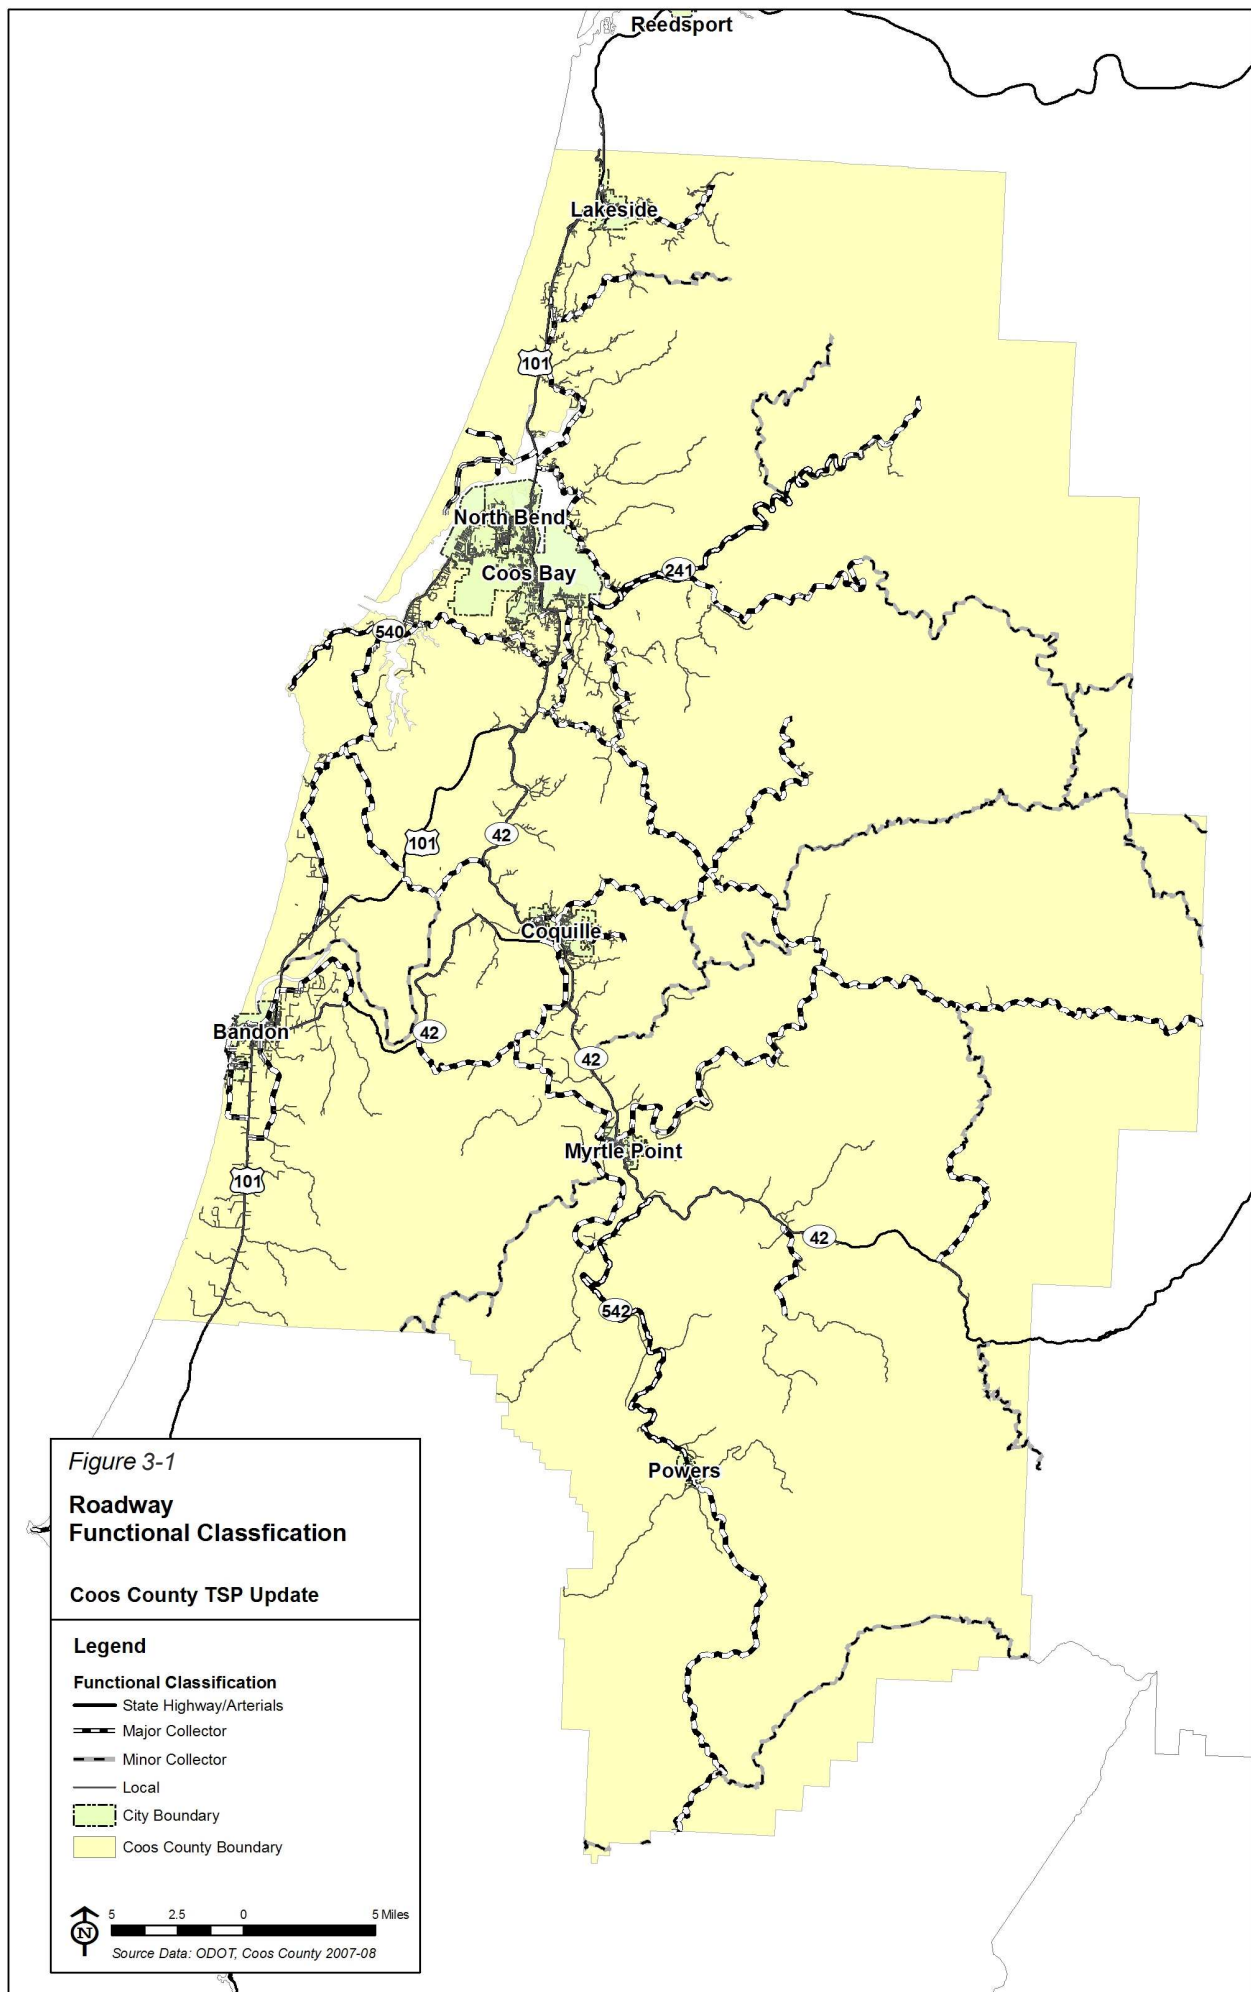 Reedsport
Lakeside
101
North Bend
Coos Bay
241
540
101
42
Coquille
Bandon
42
42
Myrtle Point
101
42
542
Powers
Figure 3-1
Roadway
Functional Classfication
Coos County TSP Update
Legend
Functional Classification
State Highway/Arterials
Major Collector
Minor Collector
Local
City Boundary
Coos County Boundary
N
5 2.5 0 5 Miles
Source Data: ODOT, Coos County 2007-08